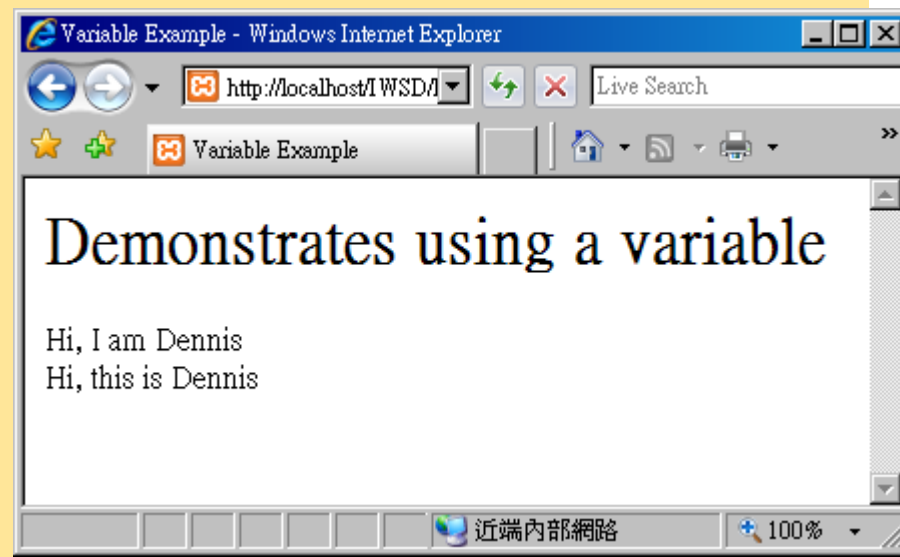 Variable Example - Windows Internet Explorer
http://localhost/IWSD/
Live Search
Variable Example
Demonstrates using a variable
Hi, I am Dennis
Hi, this is Dennis
近端內部網路
100%